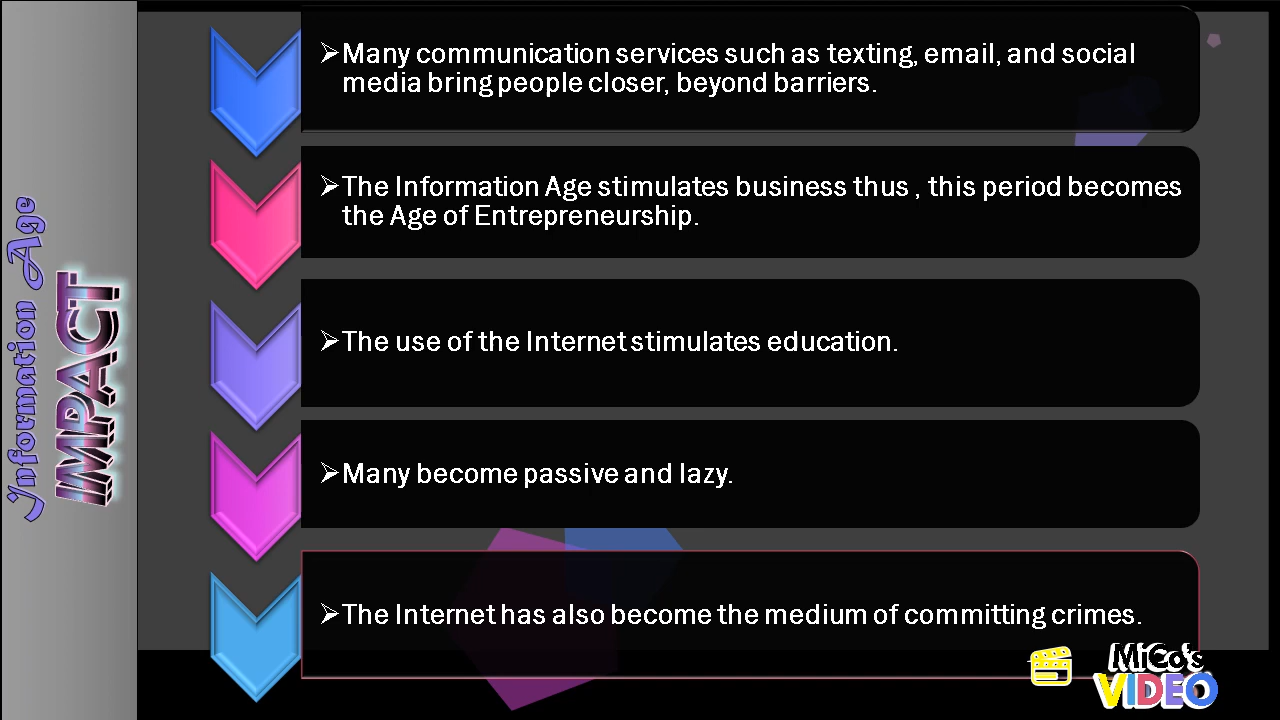 Information Age
IMPACT
➢Many communication services such as texting, email, and social
media bring people closer, beyond barriers.
➢The Information Age stimulates business thus , this period becomes
the Age of Entrepreneurship.
➢The use of the Internet stimulates education.
➢Many become passive and lazy.
➢The Internet has also become the medium of committing crimes.
MiCo's
VIDEO